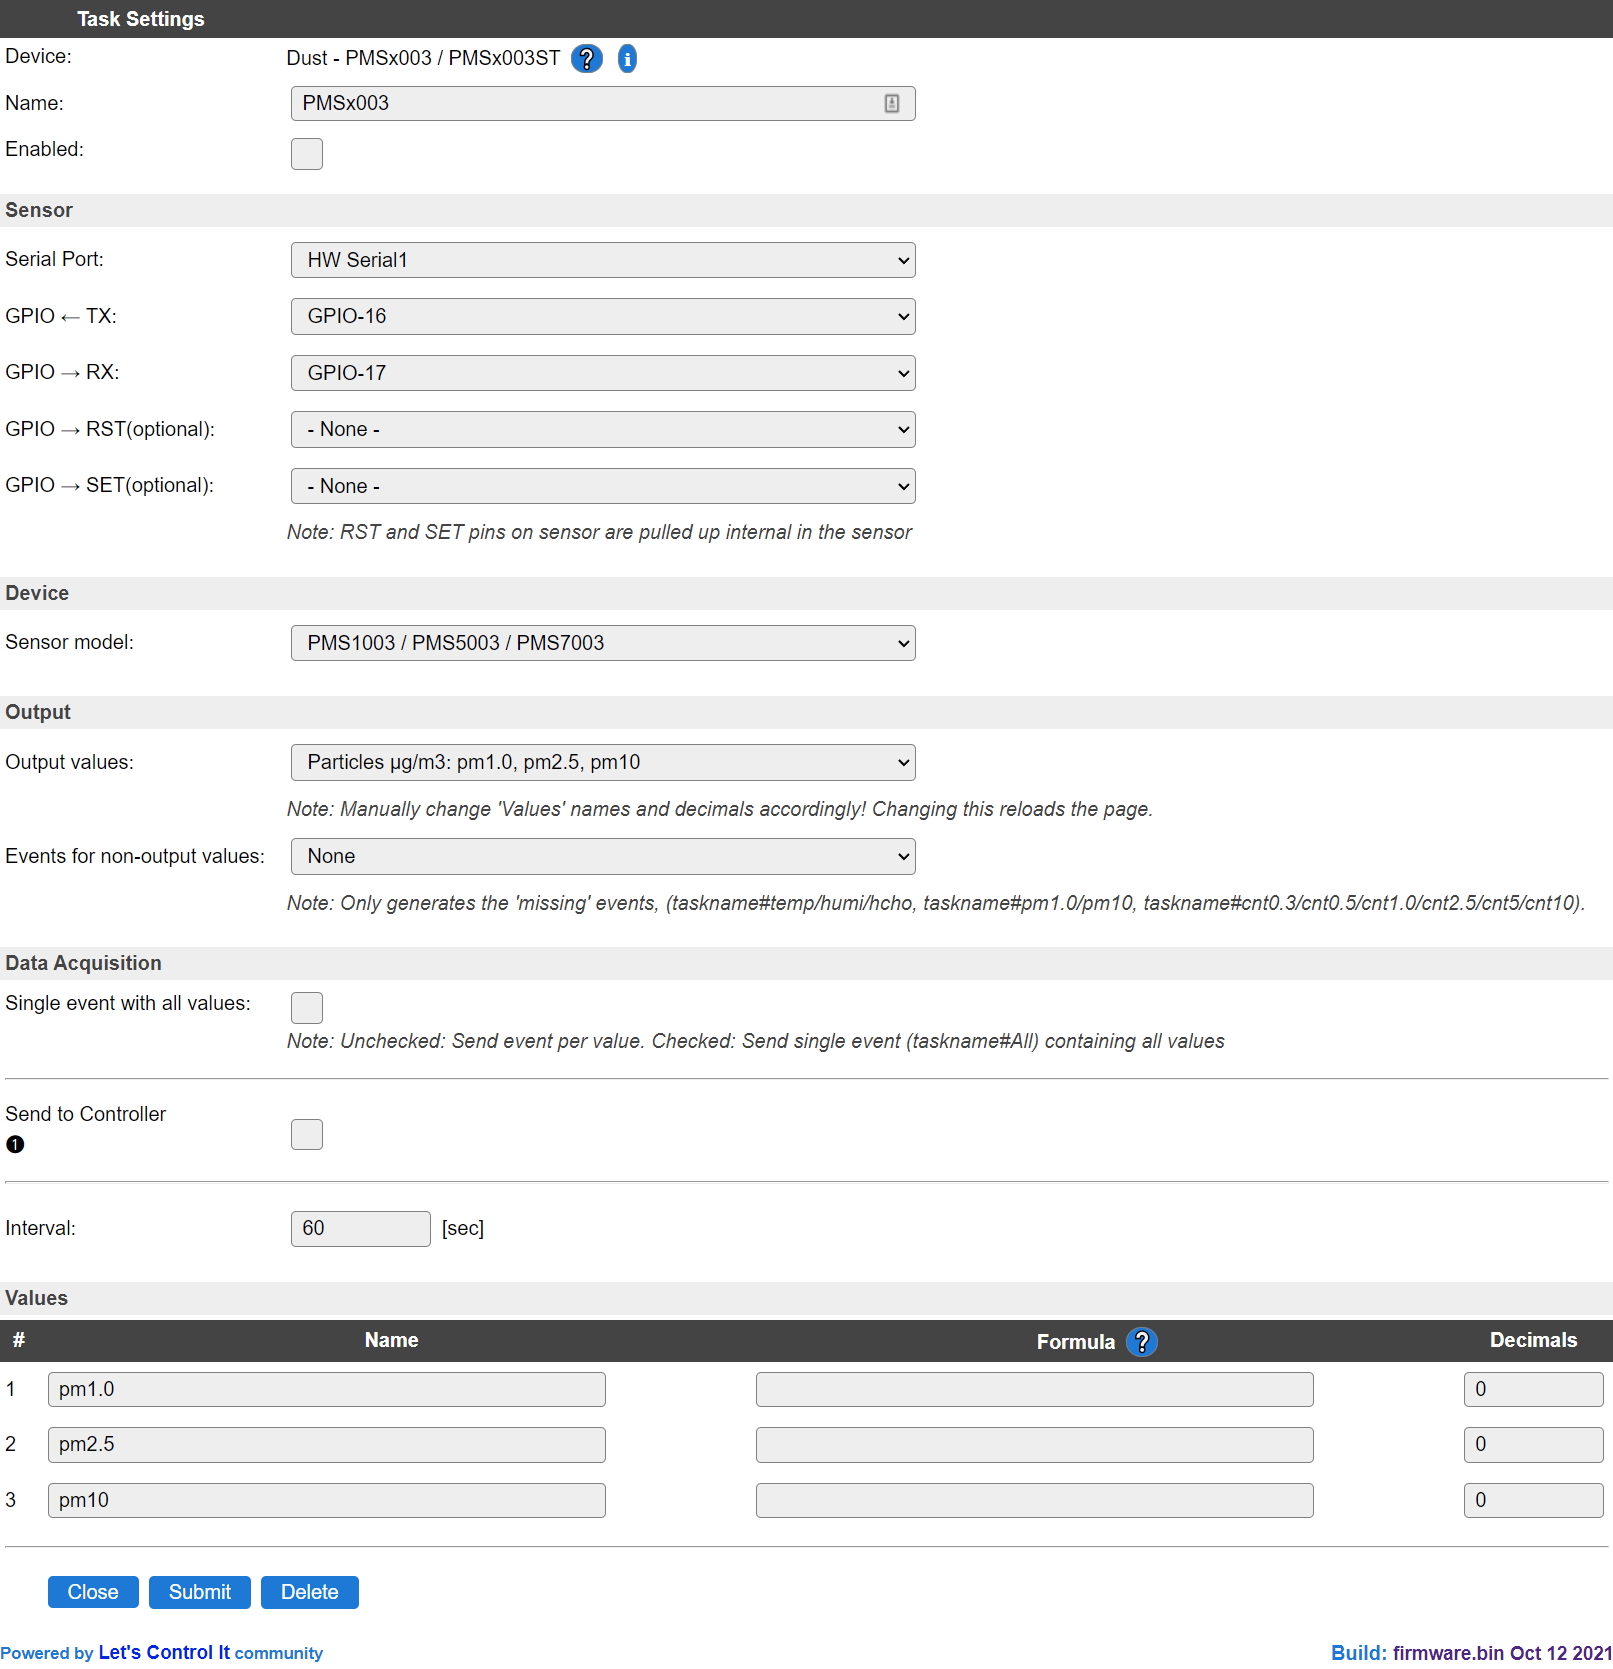 Task Settings
Device: Dust - PMSx003 / PMSx003ST ? i
Name: PMSx003
Enabled:
Sensor
Serial Port: HW Serial1
GPIO ← TX: GPIO-16
GPIO → RX: GPIO-17
GPIO → RST(optional): - None -
GPIO → SET(optional): - None -
Note: RST and SET pins on sensor are pulled up internal in the sensor
Device
Sensor model: PMS1003 / PMS5003 / PMS7003
Output
Output values: Particles µg/m3: pm1.0, pm2.5, pm10
Note: Manually change 'Values' names and decimals accordingly! Changing this reloads the page.
Events for non-output values: None
Note: Only generates the 'missing' events, (taskname#temp/humi/hcho, taskname#pm1.0/pm10, taskname#cnt0.3/cnt0.5/cnt1.0/cnt2.5/cnt5/cnt10).
Data Acquisition
Single event with all values:
Note: Unchecked: Send event per value. Checked: Send single event (taskname#All) containing all values
Send to Controller
❶
Interval: 60 [sec]
Values
# Name Formula ? Decimals
1 pm1.0 0
2 pm2.5 0
3 pm10 0
Close Submit Delete
Powered by Let's Control It community Build: firmware.bin Oct 12 2021